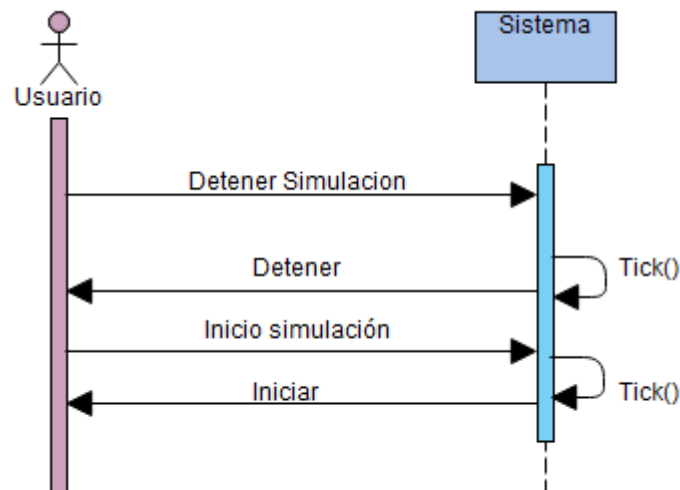 Sistema
Usuario
Detener Simulacion
Detener
Tick()
Inicio simulación
Iniciar
Tick()